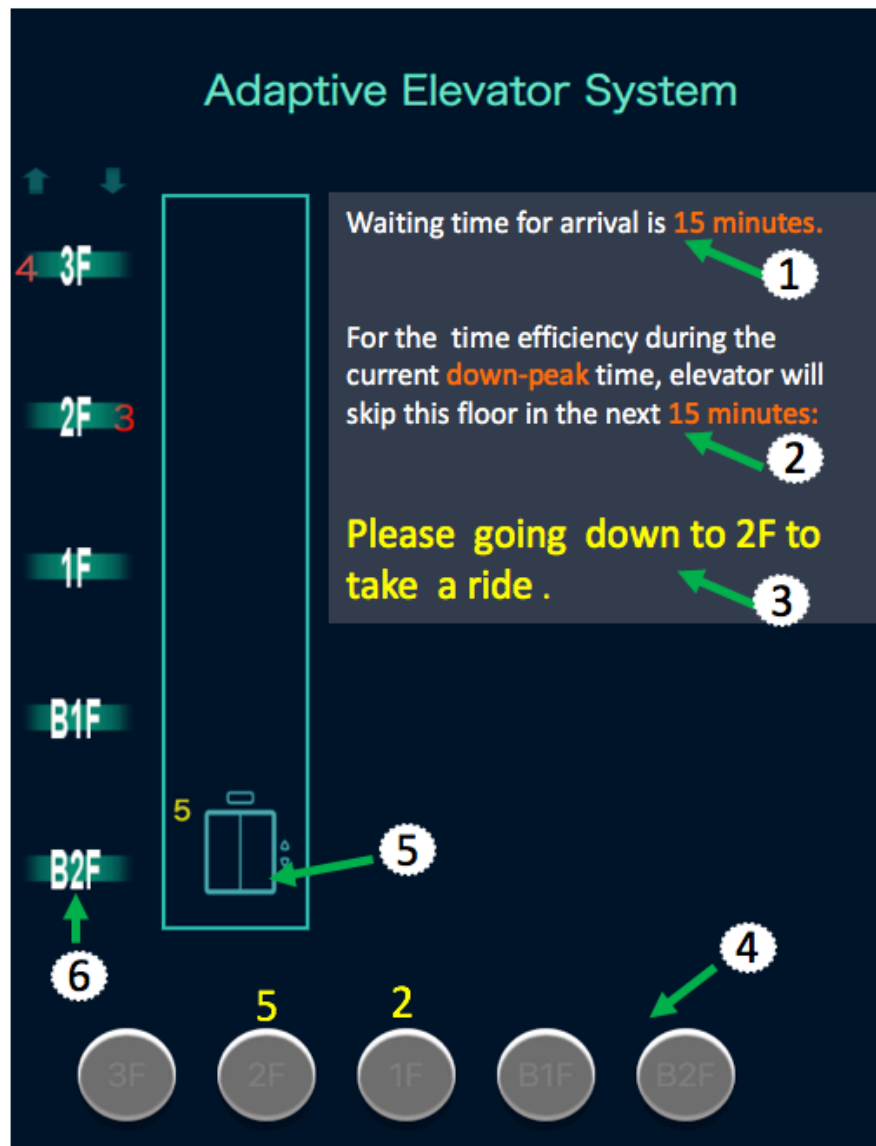 Adaptive Elevator System
Waiting time for arrival is 15 minutes.
1
4 3F
For the time efficiency during the
current down-peak time, elevator will
skip this floor in the next 15 minutes:
2F 3
2
Please going down to 2F to
take a ride .
1F
3
B1F
5
5
B2F
6
4
5 2
3F 2F 1F B1F B2F